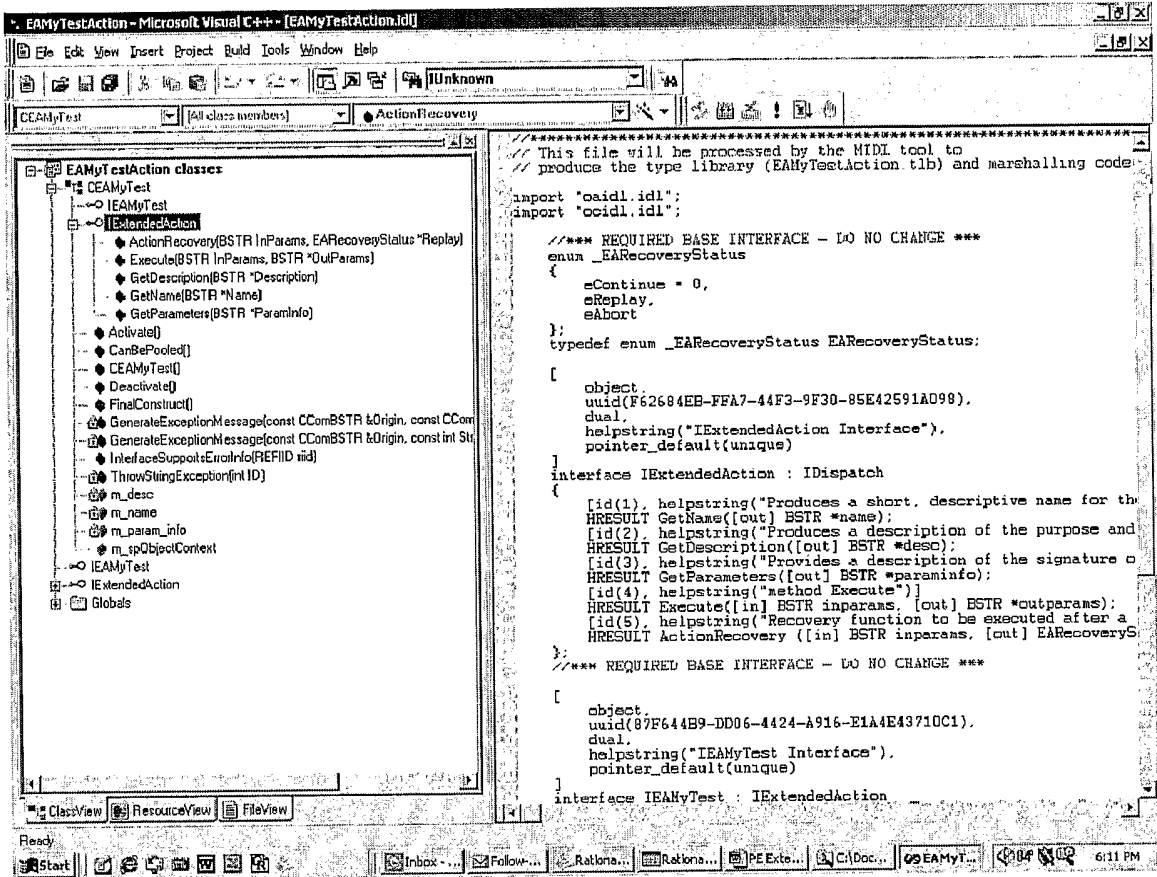 EAMyTestAction - Microsoft Visual C++ - [EAMyTestAction.idl]
File Edit View Insert Project Build Tools Window Help
IUnknown
CEAMyTest [All class members] ActionRecovery
EAMyTestAction classes
CEAMyTest
IEAMyTest
IExtendedAction
ActionRecovery(BSTR InParams, EARecoveryStatus *Replay)
Execute(BSTR InParams, BSTR *OutParams)
GetDescription(BSTR *Description)
GetName(BSTR *Name)
GetParameters(BSTR *ParamInfo)
Activate()
CanBePooled()
CEAMyTest()
Deactivate()
FinalConstruct()
GenerateExceptionMessage(const CComBSTR &Origin, const CCom
GenerateExceptionMessage(const CComBSTR &Origin, const int Str
InterfaceSupportsErrorInfo(REFIID riid)
ThrowStringException(int ID)
m_desc
m_name
m_param_info
m_spObjectContext
IEAMyTest
IExtendedAction
Globals
ClassView ResourceView FileView
//*************************************************************
// This file will be processed by the MIDL tool to
// produce the type library (EAMyTestAction.tlb) and marshalling code
import "oaidl.idl";
import "ocidl.idl";
//*** REQUIRED BASE INTERFACE - DO NO CHANGE ***
enum _EARecoveryStatus
{
eContinue = 0,
eReplay,
eAbort
};
typedef enum _EARecoveryStatus EARecoveryStatus;
[
object,
uuid(F62684EB-FFA7-44F3-9F30-85E42591A098),
dual,
helpstring("IExtendedAction Interface"),
pointer_default(unique)
]
interface IExtendedAction : IDispatch
{
[id(1), helpstring("Produces a short, descriptive name for th
HRESULT GetName([out] BSTR *name);
[id(2), helpstring("Produces a description of the purpose and
HRESULT GetDescription([out] BSTR *desc);
[id(3), helpstring("Provides a description of the signature o
HRESULT GetParameters([out] BSTR *paraminfo);
[id(4), helpstring("method Execute")]
HRESULT Execute([in] BSTR inparams, [out] BSTR *outparams);
[id(5), helpstring("Recovery function to be executed after a
HRESULT ActionRecovery ([in] BSTR inparams, [out] EARecoveryS
};
//*** REQUIRED BASE INTERFACE - DO NO CHANGE ***
[
object,
uuid(87F644B9-DD06-4424-A916-E1A4E43710C1),
dual,
helpstring("IEAMyTest Interface"),
pointer_default(unique)
]
interface IEAMyTest : IExtendedAction
Ready
Start Inbox - ... Follow-... Rationa... Rationa... PE Exte... C:\Doc... EAMyT... 6:11 PM